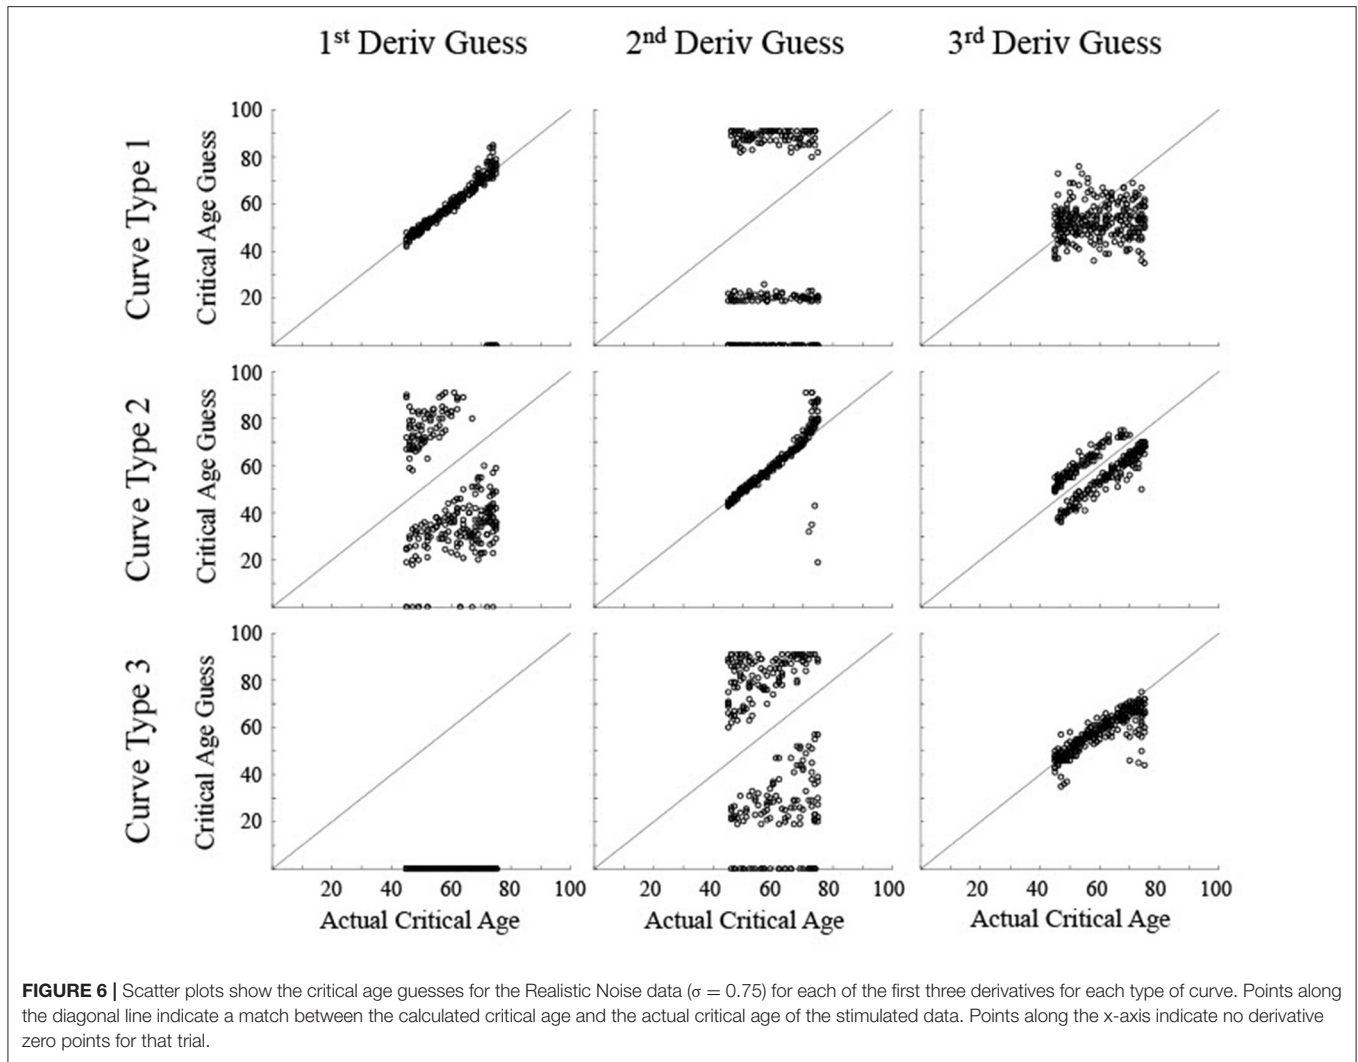 1st Deriv Guess 2nd Deriv Guess 3rd Deriv Guess
Curve Type 1
Critical Age Guess
100
80
60
40
20
Curve Type 2
Critical Age Guess
100
80
60
40
20
Curve Type 3
Critical Age Guess
100
80
60
40
20
20 40 60 80 100 20 40 60 80 100 20 40 60 80 100
Actual Critical Age Actual Critical Age Actual Critical Age
FIGURE 6 | Scatter plots show the critical age guesses for the Realistic Noise data (σ = 0.75) for each of the first three derivatives for each type of curve. Points along
the diagonal line indicate a match between the calculated critical age and the actual critical age of the stimulated data. Points along the x-axis indicate no derivative
zero points for that trial.